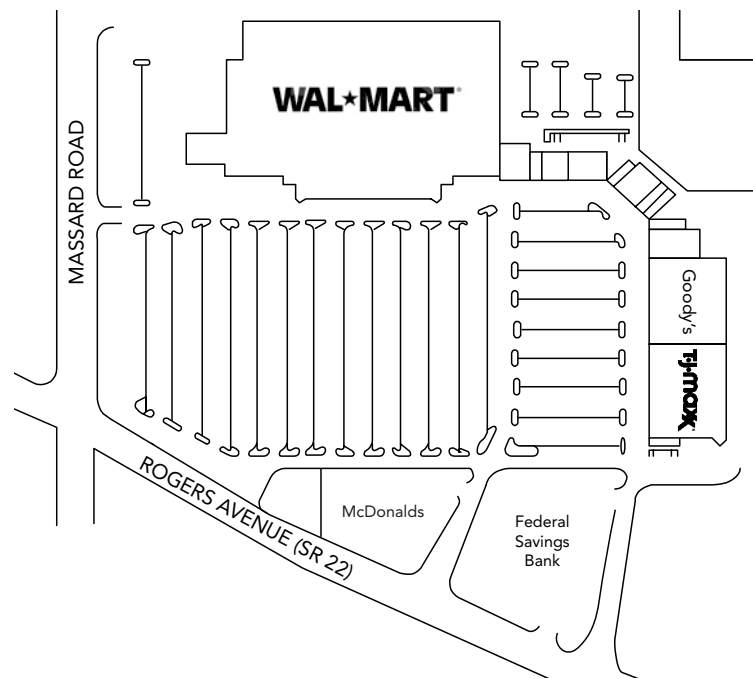 WAL★MART
MASSARD ROAD
Goody's
T.J.maxx
McDonalds
ROGERS AVENUE (SR 22)
Federal
Savings
Bank